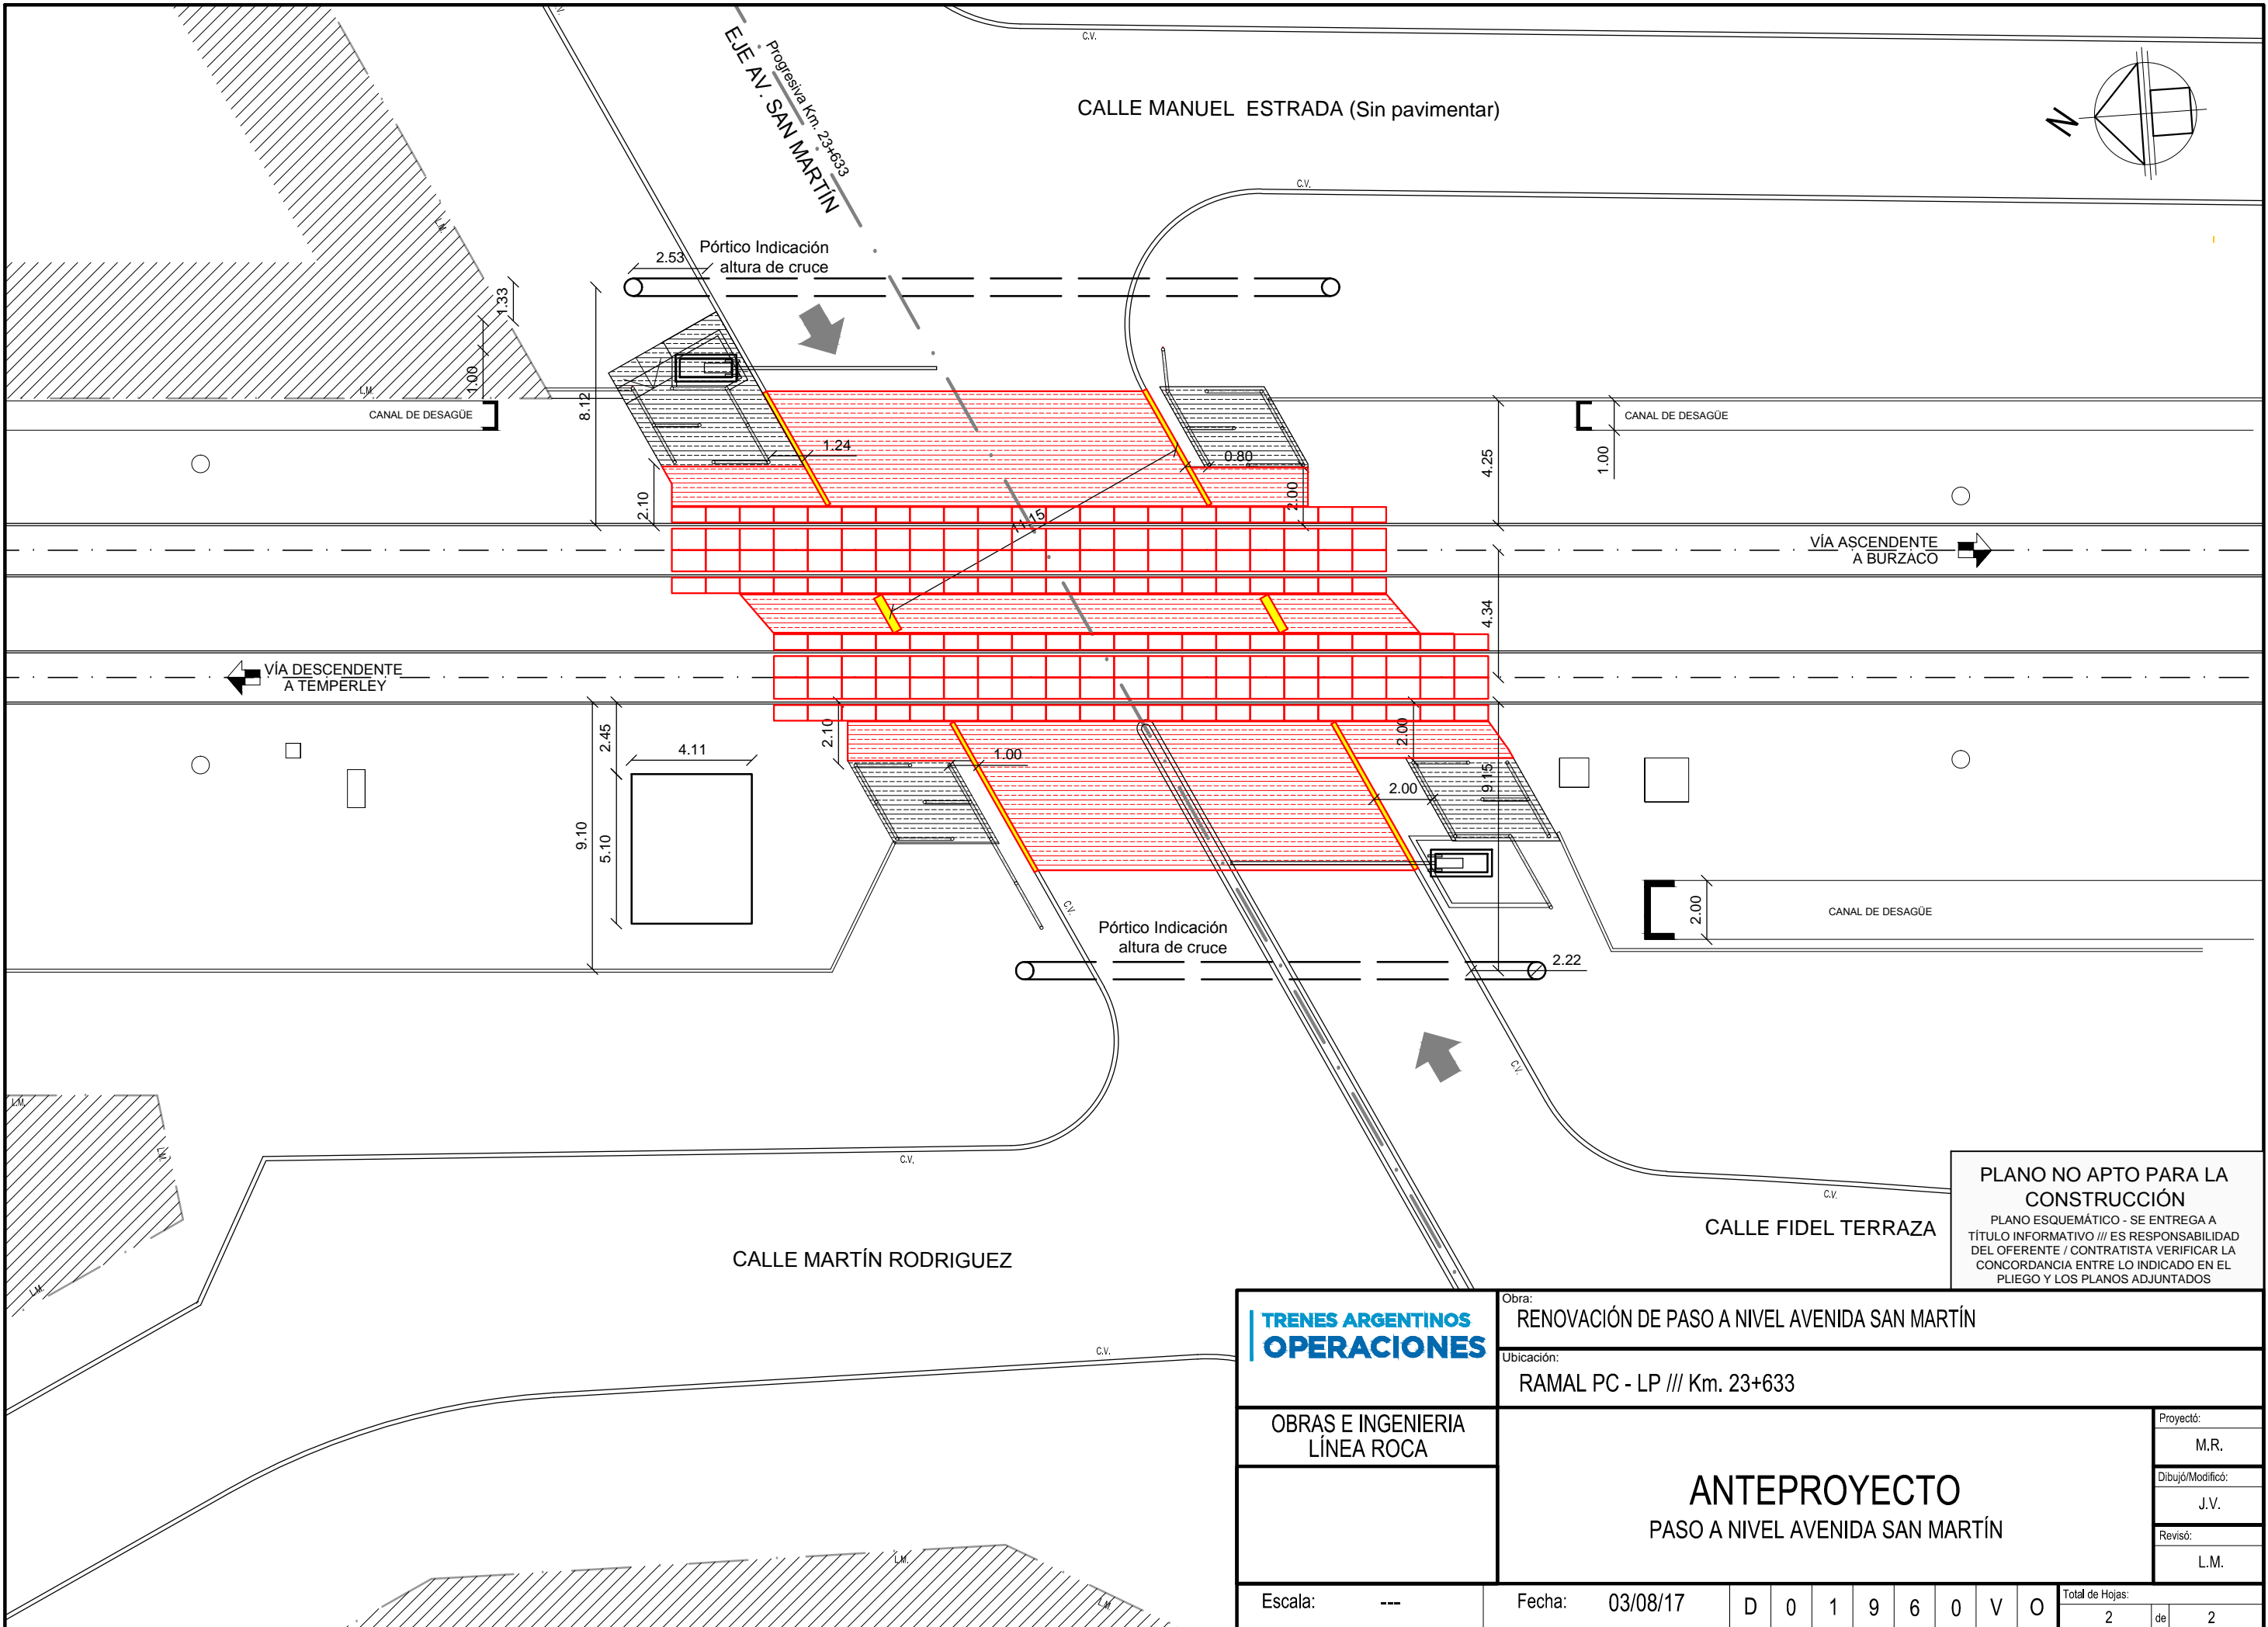 C.V.
C.V.
Progresiva Km. 23+633
EJE AV. SAN MARTÍN
CALLE MANUEL ESTRADA (Sin pavimentar)
N
C.V.
L.M.
Pórtico Indicación
altura de cruce
2.53
1.33
1.00
8.12
L.M.
CANAL DE DESAGÜE
CANAL DE DESAGÜE
1.00
4.25
1.24
0.80
2.10
2.00
11.15
VÍA ASCENDENTE
A BURZACO
4.34
VÍA DESCENDENTE
A TEMPERLEY
2.45
4.11
2.10
1.00
2.00
2.00
9.15
9.10
5.10
2.00
CANAL DE DESAGÜE
C.V.
Pórtico Indicación
altura de cruce
2.22
C.V.
L.M.
L.M.
L.M.
C.V.
C.V.
CALLE FIDEL TERRAZA
CALLE MARTÍN RODRIGUEZ
C.V.
L.M.
L.M.
PLANO NO APTO PARA LA
CONSTRUCCIÓN
PLANO ESQUEMÁTICO - SE ENTREGA A
TÍTULO INFORMATIVO /// ES RESPONSABILIDAD
DEL OFERENTE / CONTRATISTA VERIFICAR LA
CONCORDANCIA ENTRE LO INDICADO EN EL
PLIEGO Y LOS PLANOS ADJUNTADOS
TRENES ARGENTINOS
OPERACIONES
Obra:
RENOVACIÓN DE PASO A NIVEL AVENIDA SAN MARTÍN
Ubicación:
RAMAL PC - LP /// Km. 23+633
OBRAS E INGENIERIA
LÍNEA ROCA
ANTEPROYECTO
PASO A NIVEL AVENIDA SAN MARTÍN
Proyectó:
M.R.
Dibujó/Modificó:
J.V.
Revisó:
L.M.
Escala: ---
Fecha: 03/08/17
D 0 1 9 6 0 V O
Total de Hojas:
2 de 2